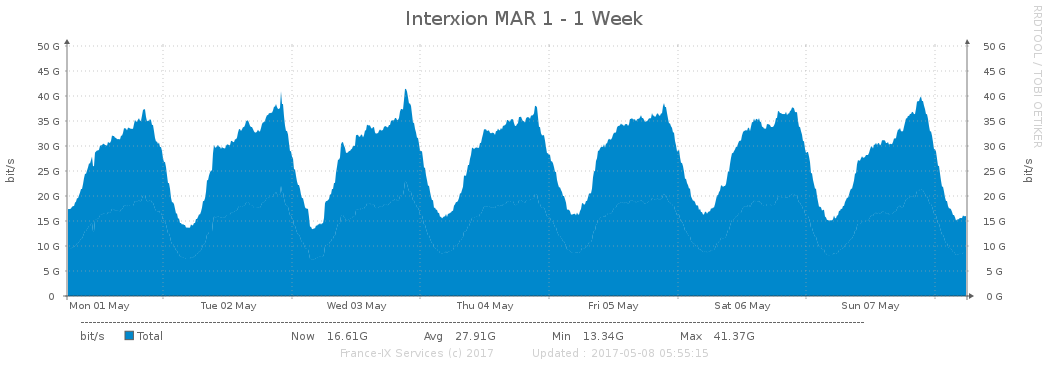 Interxion MAR 1 - 1 Week
RRDTOOL / TOBI OETIKER
bit/s
50 G 50 G
45 G 45 G
40 G 40 G
35 G 35 G
30 G 30 G
25 G 25 G
20 G 20 G
15 G 15 G
10 G 10 G
5 G 5 G
0 0 G
bit/s
Mon 01 May Tue 02 May Wed 03 May Thu 04 May Fri 05 May Sat 06 May Sun 07 May
bit/s Total Now 16.61G Avg 27.91G Min 13.34G Max 41.37G
France-IX Services (c) 2017 Updated : 2017-05-08 05:55:15